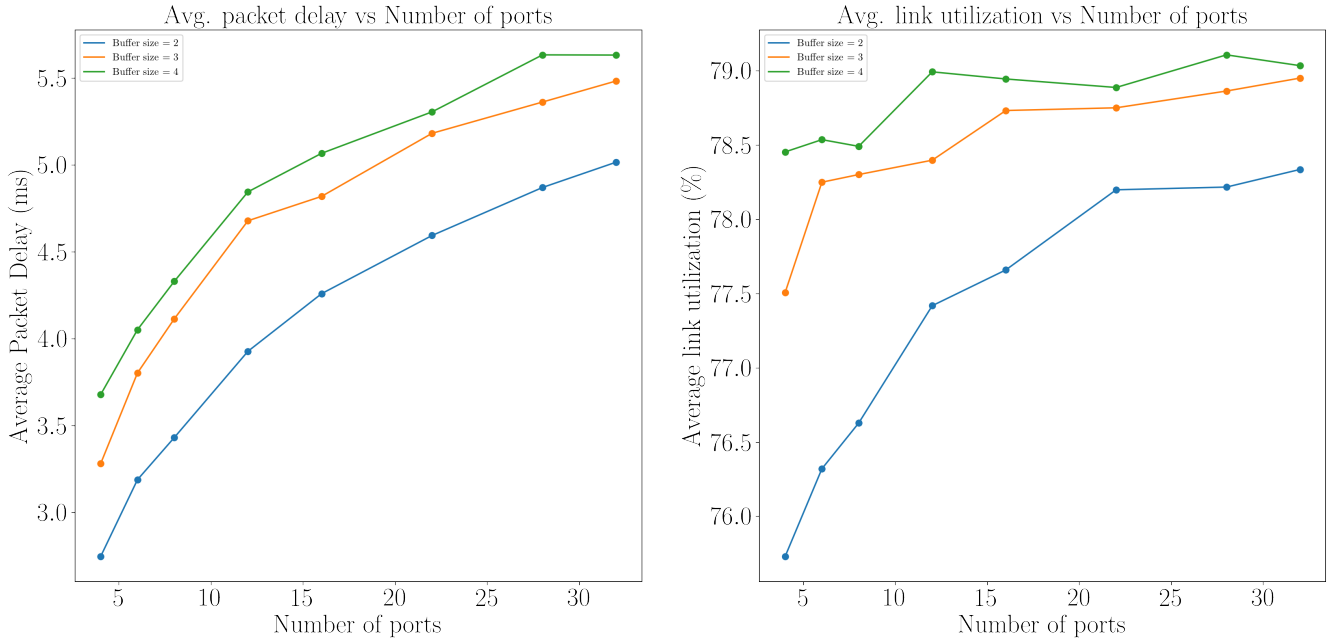 Avg. packet delay vs Number of ports
Buffer size = 2
Buffer size = 3
Buffer size = 4
Average Packet Delay (ms)
5.5
5.0
4.5
4.0
3.5
3.0
5 10 15 20 25 30
Number of ports
Avg. link utilization vs Number of ports
Buffer size = 2
Buffer size = 3
Buffer size = 4
Average link utilization (%)
79.0
78.5
78.0
77.5
77.0
76.5
76.0
5 10 15 20 25 30
Number of ports